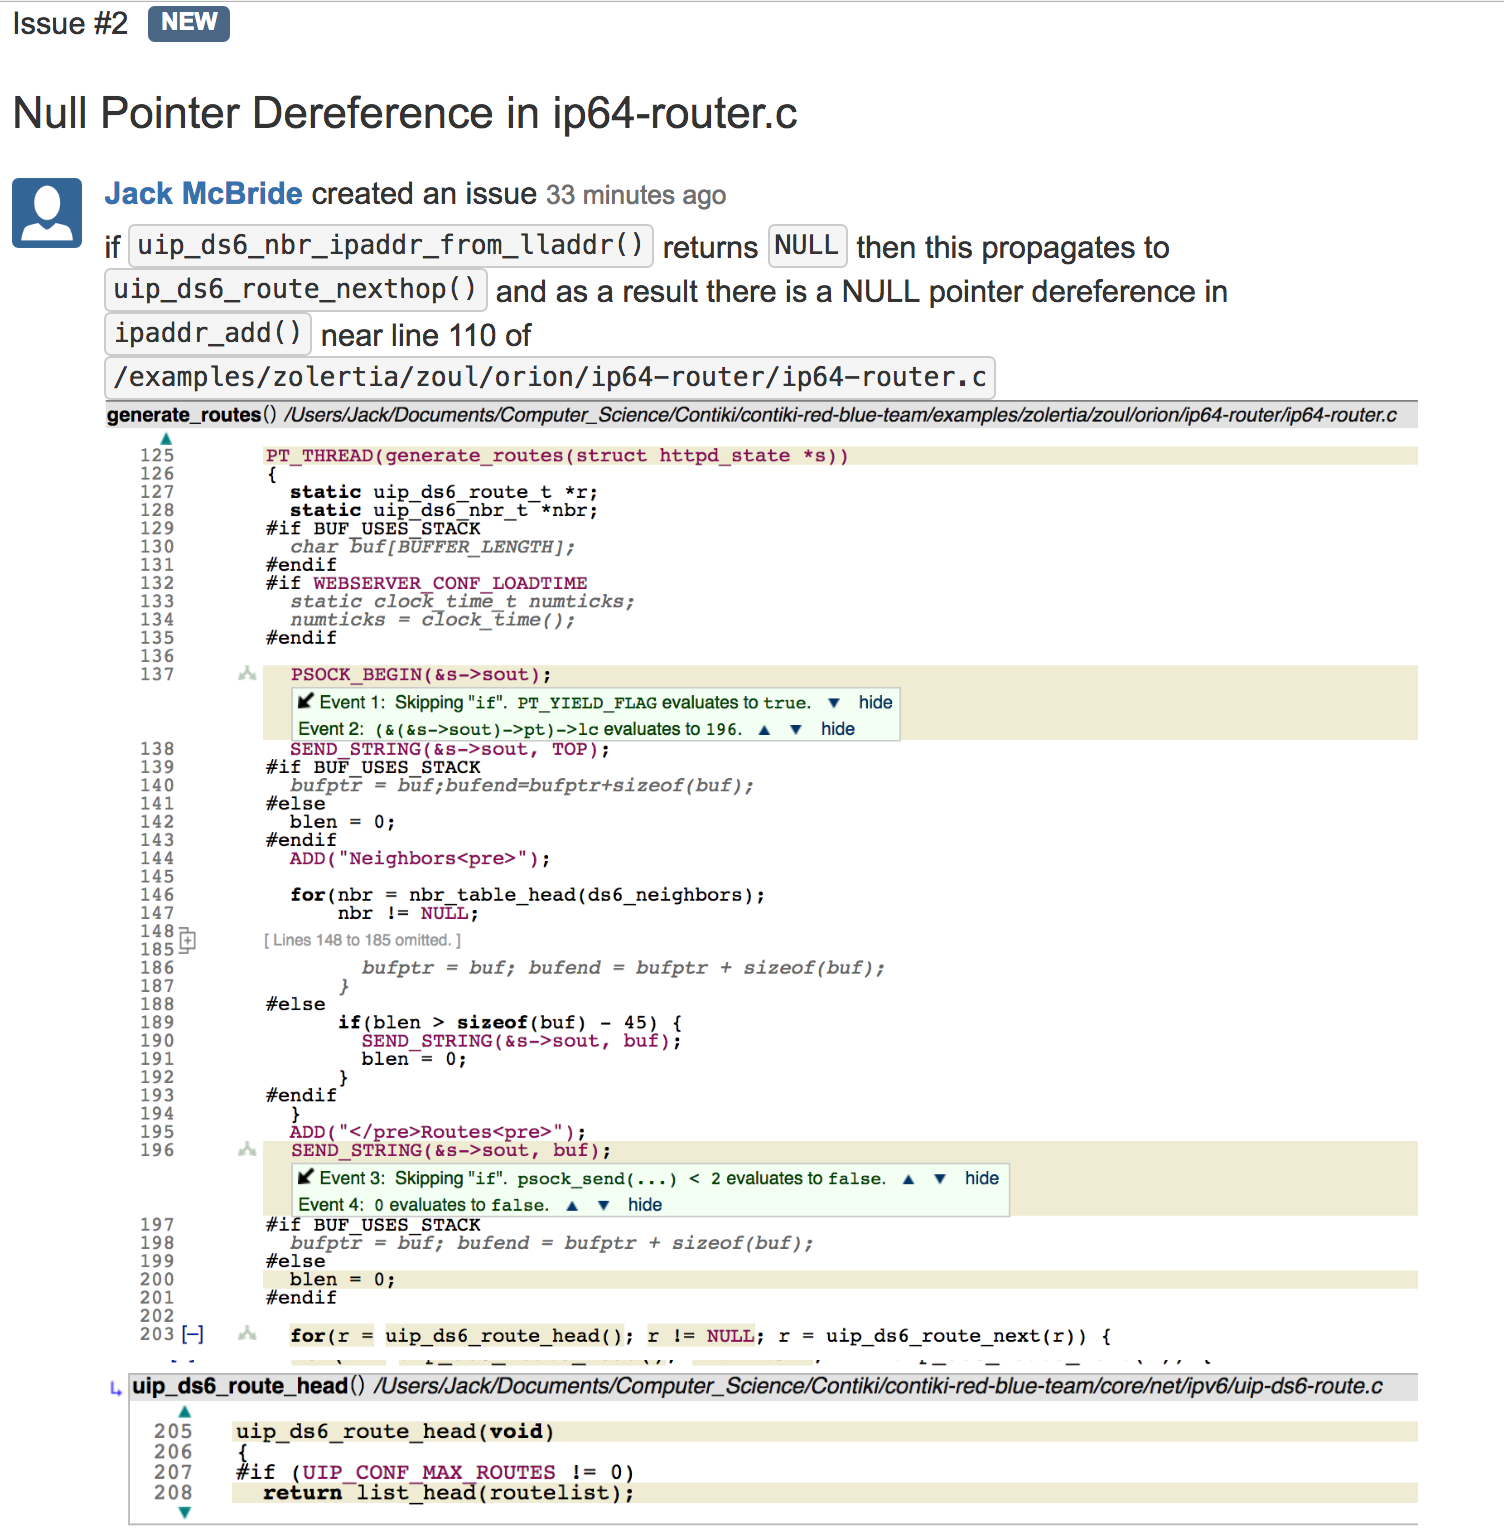 Issue #2 NEW
Null Pointer Dereference in ip64-router.c
Jack McBride created an issue 33 minutes ago
if uip_ds6_nbr_ipaddr_from_lladdr() returns NULL then this propagates to
uip_ds6_route_nexthop() and as a result there is a NULL pointer dereference in
ipaddr_add() near line 110 of
/examples/zolertia/zoul/orion/ip64-router/ip64-router.c
generate_routes() /Users/Jack/Documents/Computer_Science/Contiki/contiki-red-blue-team/examples/zolertia/zoul/orion/ip64-router/ip64-router.c
125 PT_THREAD(generate_routes(struct httpd_state *s))
126 {
127 static uip_ds6_route_t *r;
128 static uip_ds6_nbr_t *nbr;
129 #if BUF_USES_STACK
130 char buf[BUFFER_LENGTH];
131 #endif
132 #if WEBSERVER_CONF_LOADTIME
133 static clock_time_t numticks;
134 numticks = clock_time();
135 #endif
136
137 PSOCK_BEGIN(&s->sout);
Event 1: Skipping "if". PT_YIELD_FLAG evaluates to true. ▼ hide
Event 2: (&(&s->sout)->pt)->lc evaluates to 196. ▲ ▼ hide
138 SEND_STRING(&s->sout, TOP);
139 #if BUF_USES_STACK
140 bufptr = buf;bufend=bufptr+sizeof(buf);
141 #else
142 blen = 0;
143 #endif
144 ADD("Neighbors<pre>");
145
146 for(nbr = nbr_table_head(ds6_neighbors);
147 nbr != NULL;
148
185 [ Lines 148 to 185 omitted. ]
186 bufptr = buf; bufend = bufptr + sizeof(buf);
187 }
188 #else
189 if(blen > sizeof(buf) - 45) {
190 SEND_STRING(&s->sout, buf);
191 blen = 0;
192 }
193 #endif
194 }
195 ADD("</pre>Routes<pre>");
196 SEND_STRING(&s->sout, buf);
Event 3: Skipping "if". psock_send(...) < 2 evaluates to false. ▲ ▼ hide
Event 4: 0 evaluates to false. ▲ ▼ hide
197 #if BUF_USES_STACK
198 bufptr = buf; bufend = bufptr + sizeof(buf);
199 #else
200 blen = 0;
201 #endif
202
203 [−] for(r = uip_ds6_route_head(); r != NULL; r = uip_ds6_route_next(r)) {
uip_ds6_route_head() /Users/Jack/Documents/Computer_Science/Contiki/contiki-red-blue-team/core/net/ipv6/uip-ds6-route.c
205 uip_ds6_route_head(void)
206 {
207 #if (UIP_CONF_MAX_ROUTES != 0)
208 return list_head(routelist);